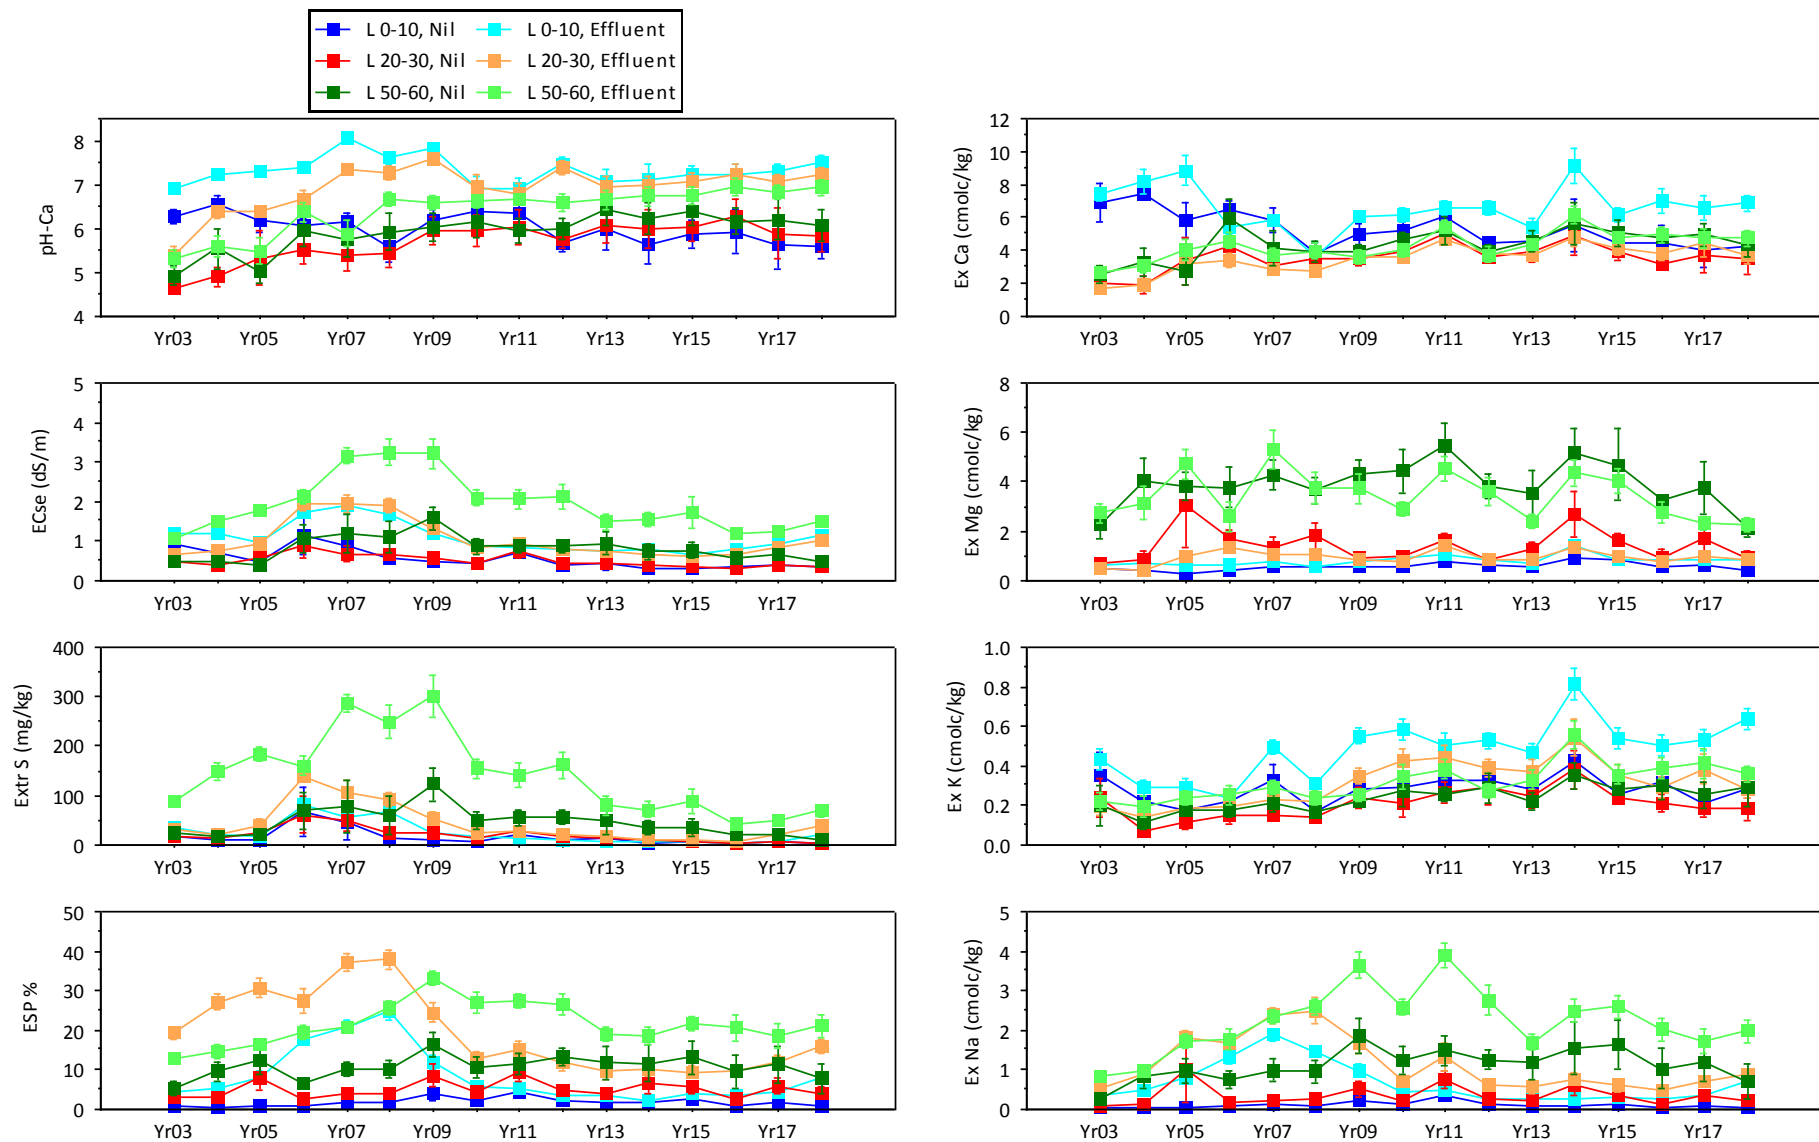 L 0-10, Nil L 0-10, Effluent
L 20-30, Nil L 20-30, Effluent
L 50-60, Nil L 50-60, Effluent
pH-Ca
8
7
6
5
4
Yr03 Yr05 Yr07 Yr09 Yr11 Yr13 Yr15 Yr17
Ex Ca (cmolc/kg)
12
10
8
6
4
2
0
Yr03 Yr05 Yr07 Yr09 Yr11 Yr13 Yr15 Yr17
ECse (dS/m)
5
4
3
2
1
0
Yr03 Yr05 Yr07 Yr09 Yr11 Yr13 Yr15 Yr17
Ex Mg (cmolc/kg)
8
6
4
2
0
Yr03 Yr05 Yr07 Yr09 Yr11 Yr13 Yr15 Yr17
Extr S (mg/kg)
400
300
200
100
0
Yr03 Yr05 Yr07 Yr09 Yr11 Yr13 Yr15 Yr17
Ex K (cmolc/kg)
1.0
0.8
0.6
0.4
0.2
0.0
Yr03 Yr05 Yr07 Yr09 Yr11 Yr13 Yr15 Yr17
ESP %
50
40
30
20
10
0
Yr03 Yr05 Yr07 Yr09 Yr11 Yr13 Yr15 Yr17
Ex Na (cmolc/kg)
5
4
3
2
1
0
Yr03 Yr05 Yr07 Yr09 Yr11 Yr13 Yr15 Yr17